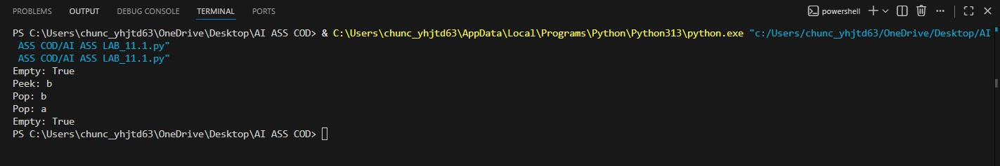 PROBLEMS OUTPUT DEBUG CONSOLE TERMINAL PORTS powershell
PS C:\Users\chunc_yhjtd63\OneDrive\Desktop\AI ASS COD> & C:\Users\chunc_yhjtd63\AppData\Local\Programs\Python\Python313\python.exe "c:/Users/chunc_yhjtd63/OneDrive/Desktop/AI
ASS COD/AI ASS LAB_11.1.py"
ASS COD/AI ASS LAB_11.1.py"
Empty: True
Peek: b
Pop: b
Pop: a
Empty: True
PS C:\Users\chunc_yhjtd63\OneDrive\Desktop\AI ASS COD>